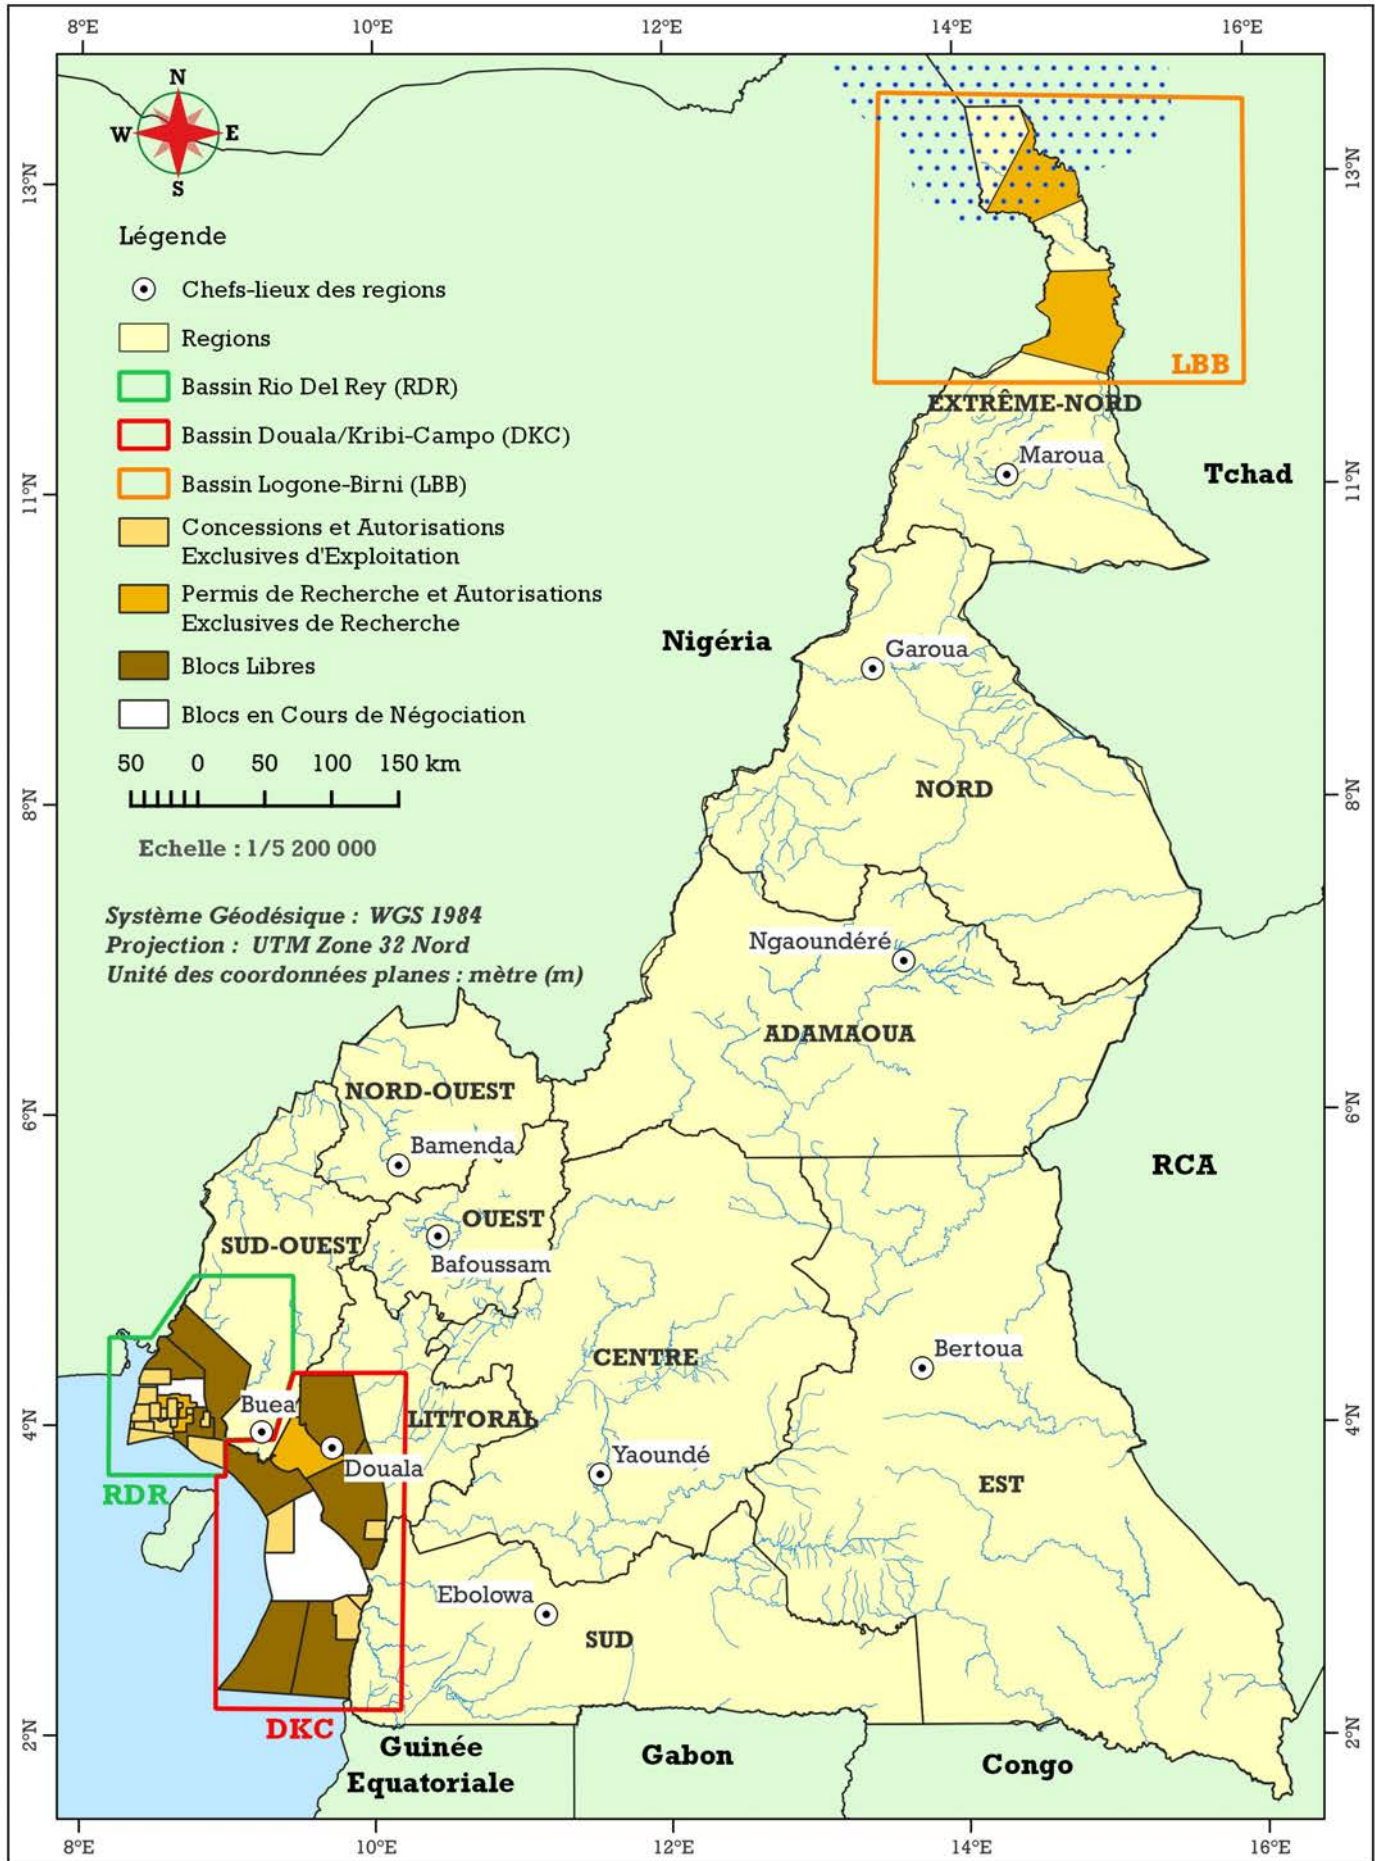 8°E
10°E
12°E
14°E
16°E
N
W
E
S
13°N
13°N
Légende
Chefs-lieux des regions
Regions
Bassin Rio Del Rey (RDR)
Bassin Douala/Kribi-Campo (DKC)
Bassin Logone-Birni (LBB)
Concessions et Autorisations
Exclusives d'Exploitation
Permis de Recherche et Autorisations
Exclusives de Recherche
Blocs Libres
Blocs en Cours de Négociation
50 0 50 100 150 km
Echelle : 1/5 200 000
Système Géodésique : WGS 1984
Projection : UTM Zone 32 Nord
Unité des coordonnées planes : mètre (m)
LBB
EXTRÊME-NORD
Maroua
Tchad
11°N
11°N
Nigéria
Garoua
NORD
8°N
8°N
Ngaoundéré
ADAMAOUA
NORD-OUEST
6°N
6°N
Bamenda
RCA
OUEST
SUD-OUEST
Bafoussam
Bertoua
CENTRE
Buea
LITTORAL
4°N
4°N
Douala
Yaoundé
EST
RDR
Ebolowa
SUD
DKC
2°N
2°N
Guinée
Equatoriale
Gabon
Congo
8°E
10°E
12°E
14°E
16°E